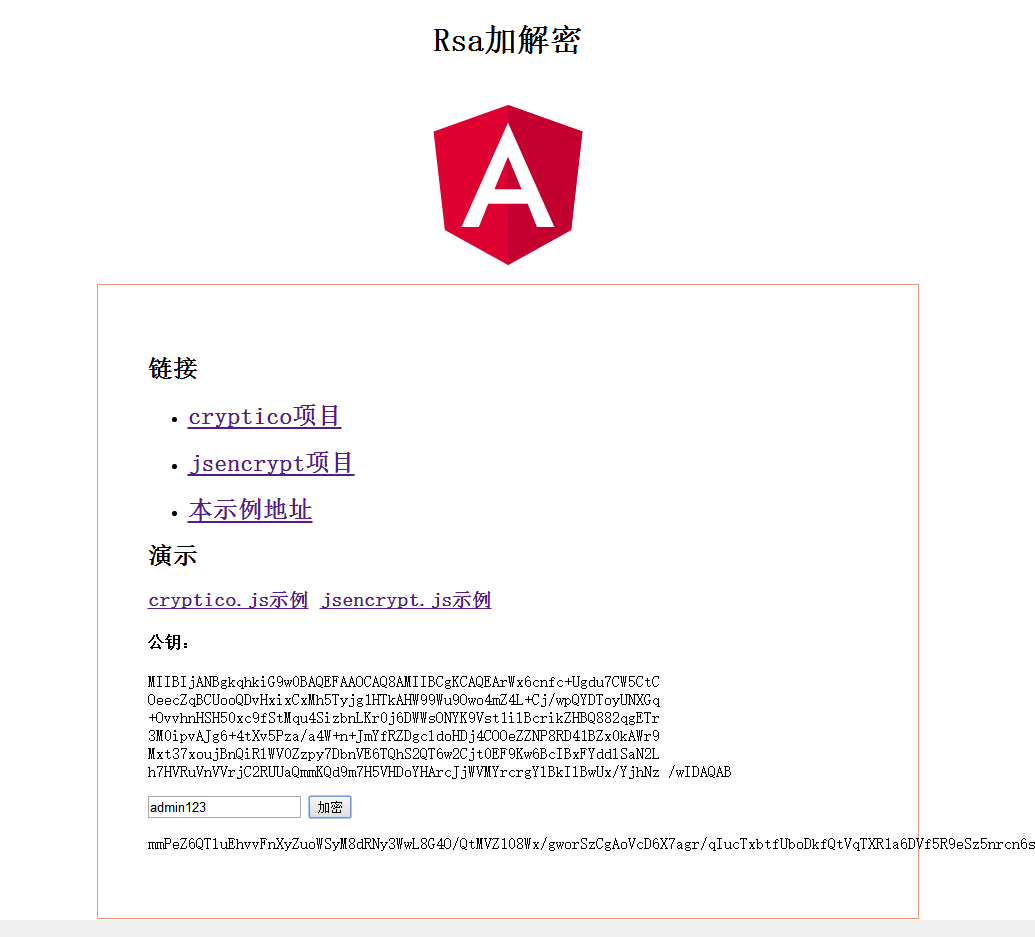 Rsa加解密
A
链接
cryptico项目
jsencrypt项目
本示例地址
演示
cryptico.js示例 jsencrypt.js示例
公钥:
MIIBIjANBgkqhkiG9w0BAQEFAAOCAQ8AMIIBCgKCAQEArWx6cnfc+Ugdu7CW5CtC
OeecZqBCUooQDvHxixCxMh5Tyjg1HTkAHW99Wu9Owo4mZ4L+Cj/wpQYDToyUNXGq
+OvvhnHSH50xc9fStMqu4SizbnLKr0j6DWWsONYK9Vst1i1BcrikZHBQ882qgETr
3M0ipvAJg6+4tXv5Pza/a4W+n+JmYfRZDgc1doHDj4COOeZZNP8RD41BZx0kAWr9
Mxt37xoujBnQiR1WV0Zzpy7DbnVE6TQhS2QT6w2Cjt0EF9Kw6BcIBxFYdd1SaN2L
h7HVRuVnVVrjC2RUUaQmmKQd9m7H5VHDoYHArcJjWVMYrcrgY1BkI1BwUx/YjhNz /wIDAQAB
admin123 加密
mmPeZ6QT1uEhvvFnXyZuoWSyM8dRNy3WwL8G4O/QtMVZ108Wx/gworSzCgAoVcD6X7agr/qIucTxbtfUboDkfQtVqTXR1a6DVf5R9eSz5nrcn6s